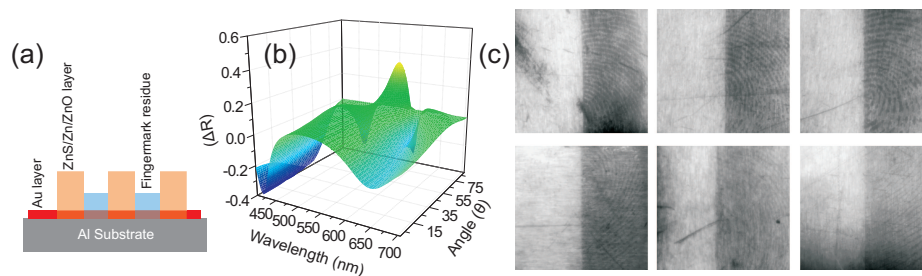 (a)
Au layer
ZnS/Zn/ZnO layer
Fingermark residue
Al Substrate
(b)
(ΔR)
0.6
0.4
0.2
0.0
-0.2
-0.4
450
500
550
600
650
700
Wavelength (nm)
15
35
55
75
Angle (θ)
(c)